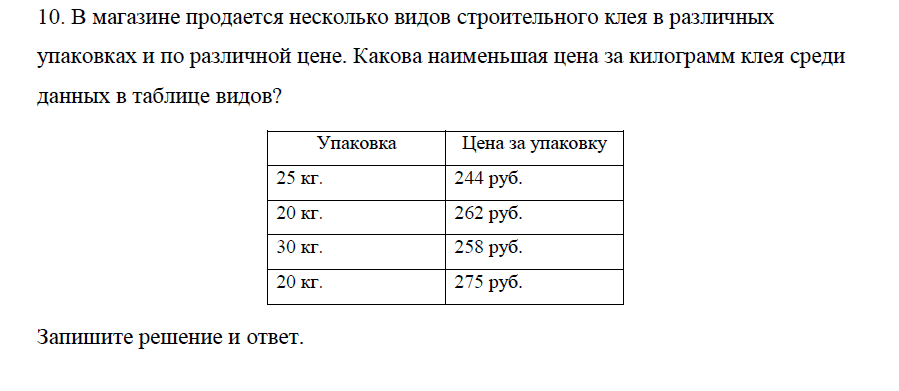 10. В магазине продается несколько видов строительного клея в различных
упаковках и по различной цене. Какова наименьшая цена за килограмм клея среди
данных в таблице видов?
Упаковка Цена за упаковку
25 кг. 244 руб.
20 кг. 262 руб.
30 кг. 258 руб.
20 кг. 275 руб.
Запишите решение и ответ.